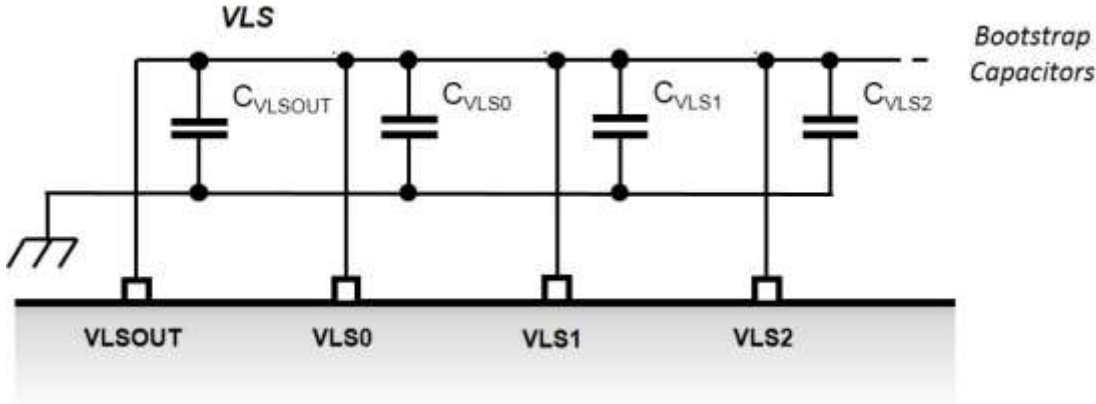 VLS
Bootstrap
Capacitors
CVLSOUT
CVLS0
CVLS1
CVLS2
VLSOUT
VLS0
VLS1
VLS2